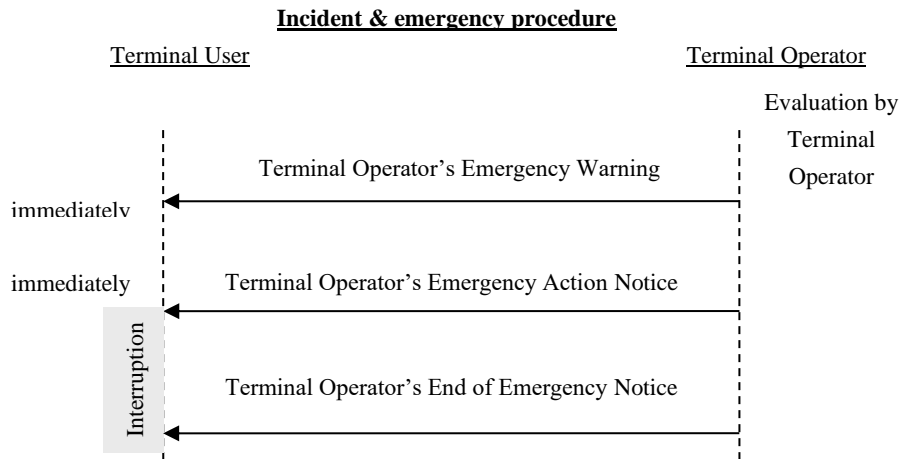 Incident & emergency procedure
Terminal User
Terminal Operator
Evaluation by
Terminal
Operator
Terminal Operator’s Emergency Warning
immediately
immediately
Terminal Operator’s Emergency Action Notice
Interruption
Terminal Operator’s End of Emergency Notice